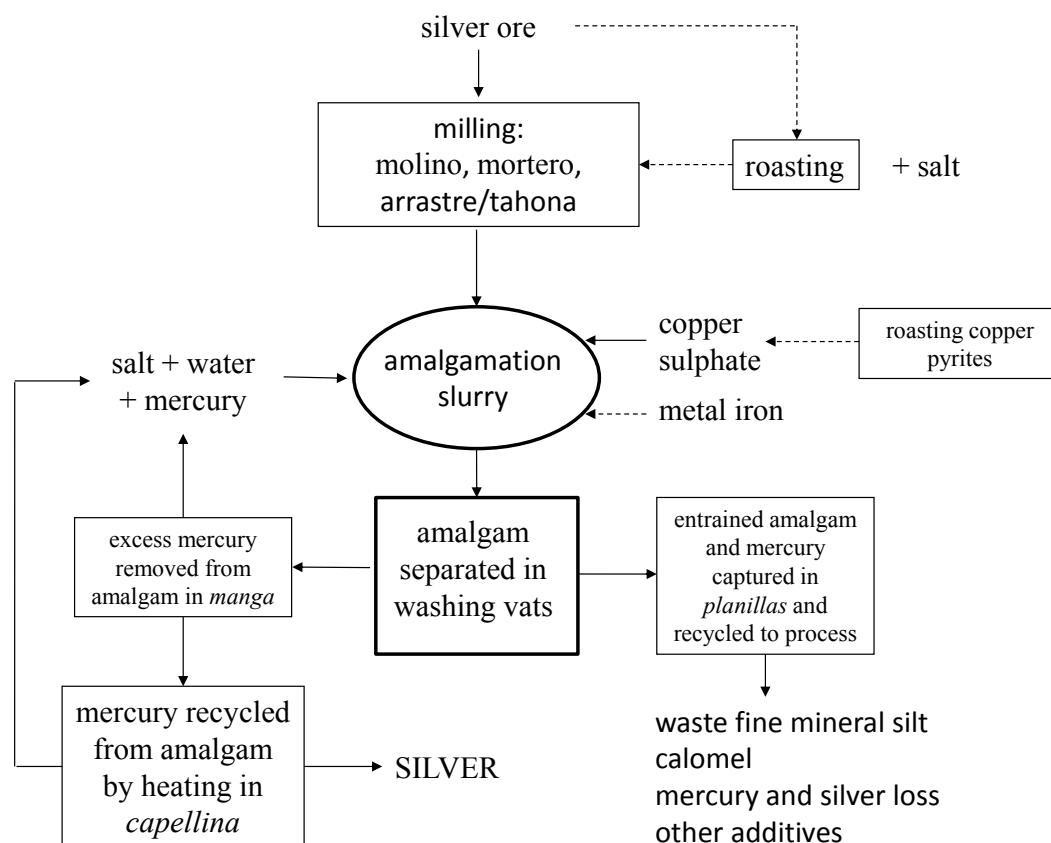 silver ore
milling:
molino, mortero,
arrastre/tahona
roasting
+ salt
copper
sulphate
roasting copper
pyrites
salt + water
+ mercury
amalgamation
slurry
metal iron
excess mercury
removed from
amalgam in manga
amalgam
separated in
washing vats
entrained amalgam
and mercury
captured in
planillas and
recycled to process
mercury recycled
from amalgam
by heating in
capellina
SILVER
waste fine mineral silt
calomel
mercury and silver loss
other additives